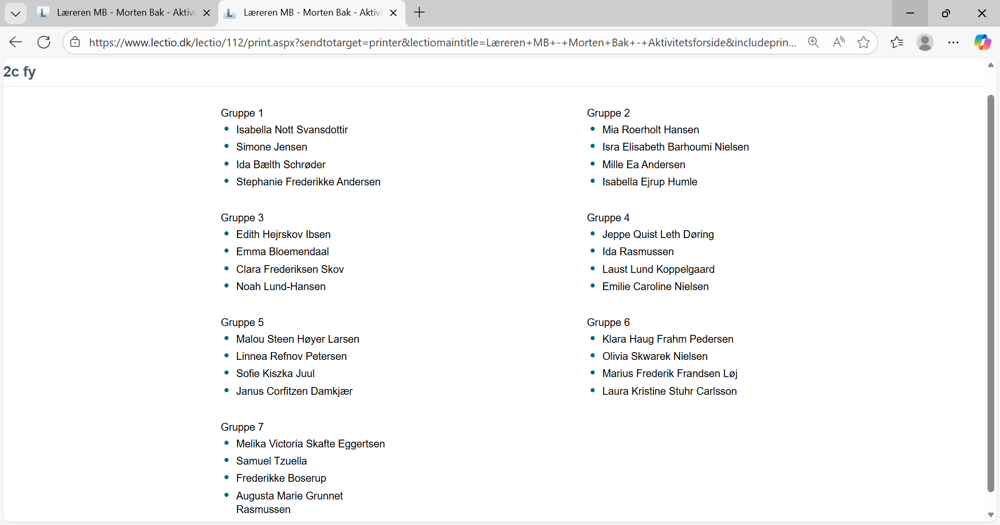 Læreren MB - Morten Bak - Aktivi
Læreren MB - Morten Bak - Aktivi
https://www.lectio.dk/lectio/112/print.aspx?sendtotarget=printer&lectiomaintitle=Læreren+MB+-+Morten+Bak+-+Aktivitetsforside&includeprin...
2c fy
Gruppe 1
Isabella Nott Svansdottir
Simone Jensen
Ida Bælth Schrøder
Stephanie Frederikke Andersen
Gruppe 2
Mia Roerholt Hansen
Isra Elisabeth Barhoumi Nielsen
Mille Ea Andersen
Isabella Ejrup Humle
Gruppe 3
Edith Hejrskov Ibsen
Emma Bloemendaal
Clara Frederiksen Skov
Noah Lund-Hansen
Gruppe 4
Jeppe Quist Leth Døring
Ida Rasmussen
Laust Lund Koppelgaard
Emilie Caroline Nielsen
Gruppe 5
Malou Steen Høyer Larsen
Linnea Refnov Petersen
Sofie Kiszka Juul
Janus Corfitzen Damkjær
Gruppe 6
Klara Haug Frahm Pedersen
Olivia Skwarek Nielsen
Marius Frederik Frandsen Løj
Laura Kristine Stuhr Carlsson
Gruppe 7
Melika Victoria Skafte Eggertsen
Samuel Tzuella
Frederikke Boserup
Augusta Marie Grunnet
Rasmussen